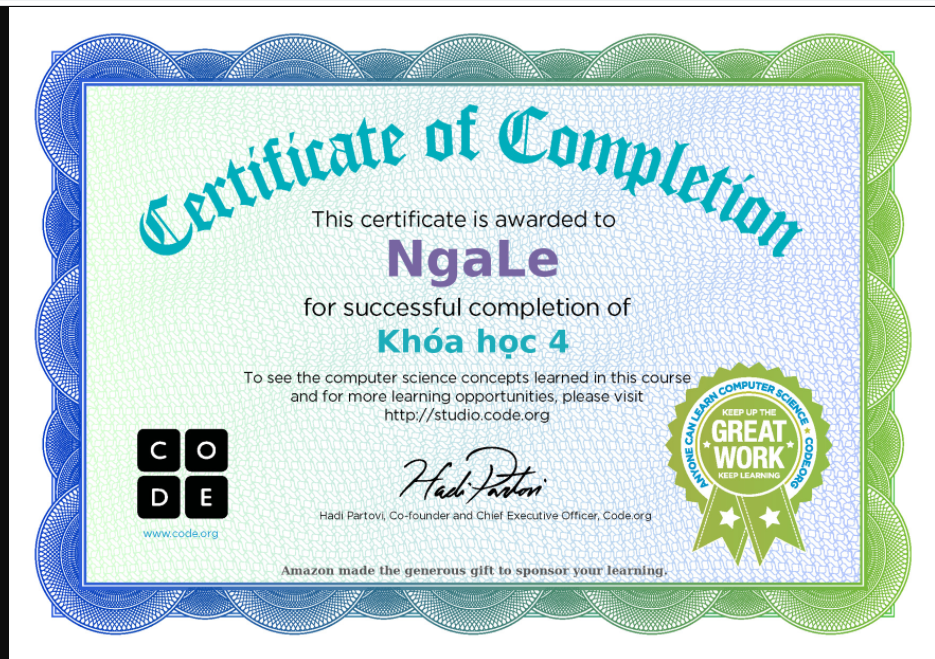 Certificate of Completion
This certificate is awarded to
NgaLe
for successful completion of
Khóa học 4
To see the computer science concepts learned in this course
and for more learning opportunities, please visit
http://studio.code.org
C O
D E
www.code.org
Hadi Partovi
Hadi Partovi, Co-founder and Chief Executive Officer, Code.org
ANYONE CAN LEARN COMPUTER SCIENCE ★ CODE.ORG
KEEP UP THE
GREAT
WORK
KEEP LEARNING
Amazon made the generous gift to sponsor your learning.